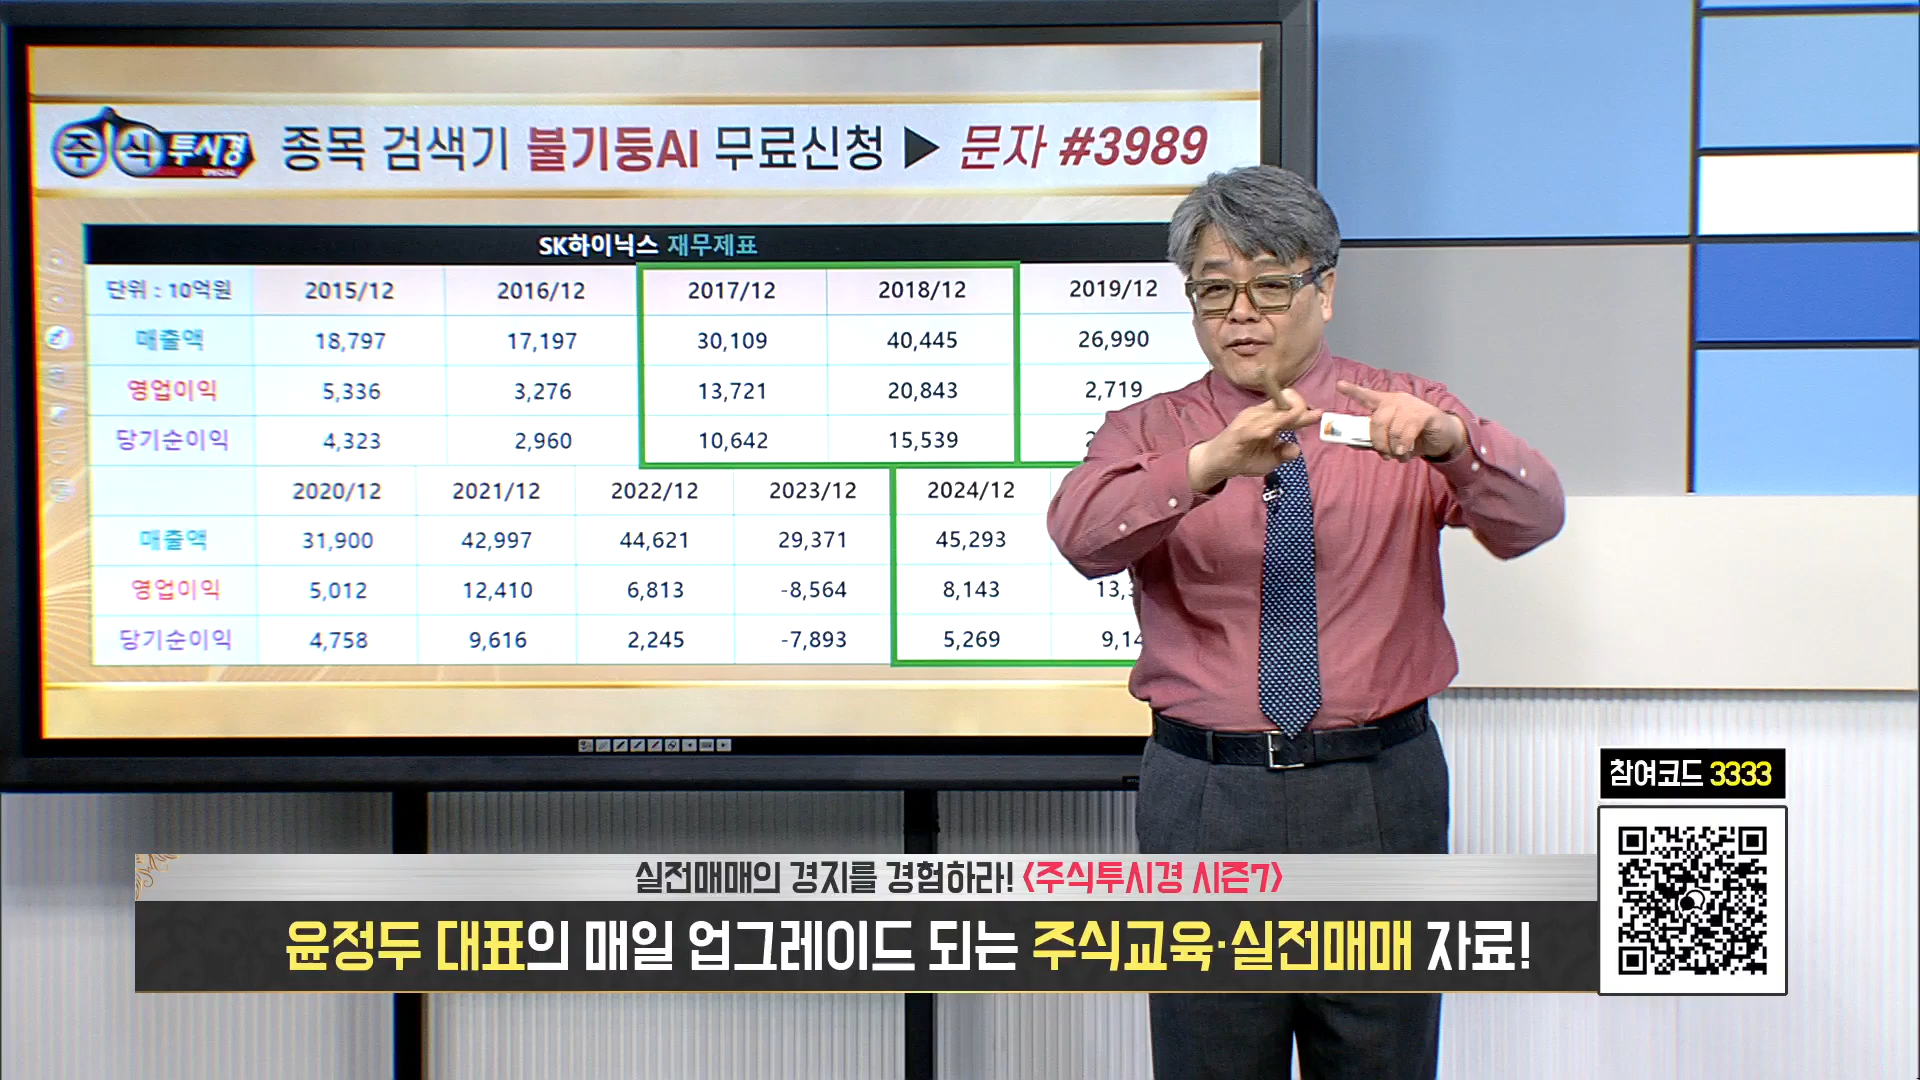 주식투시경
SPECIAL
종목 검색기 불기둥AI 무료신청 ▶ 문자 #3989
SK하이닉스 재무제표
단위 : 10억원 2015/12 2016/12 2017/12 2018/12 2019/12
매출액 18,797 17,197 30,109 40,445 26,990
영업이익 5,336 3,276 13,721 20,843 2,719
당기순이익 4,323 2,960 10,642 15,539
2020/12 2021/12 2022/12 2023/12 2024/12
매출액 31,900 42,997 44,621 29,371 45,293
영업이익 5,012 12,410 6,813 -8,564 8,143
당기순이익 4,758 9,616 2,245 -7,893 5,269
참여코드 3333
실전매매의 경지를 경험하라! <주식투시경 시즌7>
윤정두 대표의 매일 업그레이드 되는 주식교육·실전매매 자료!